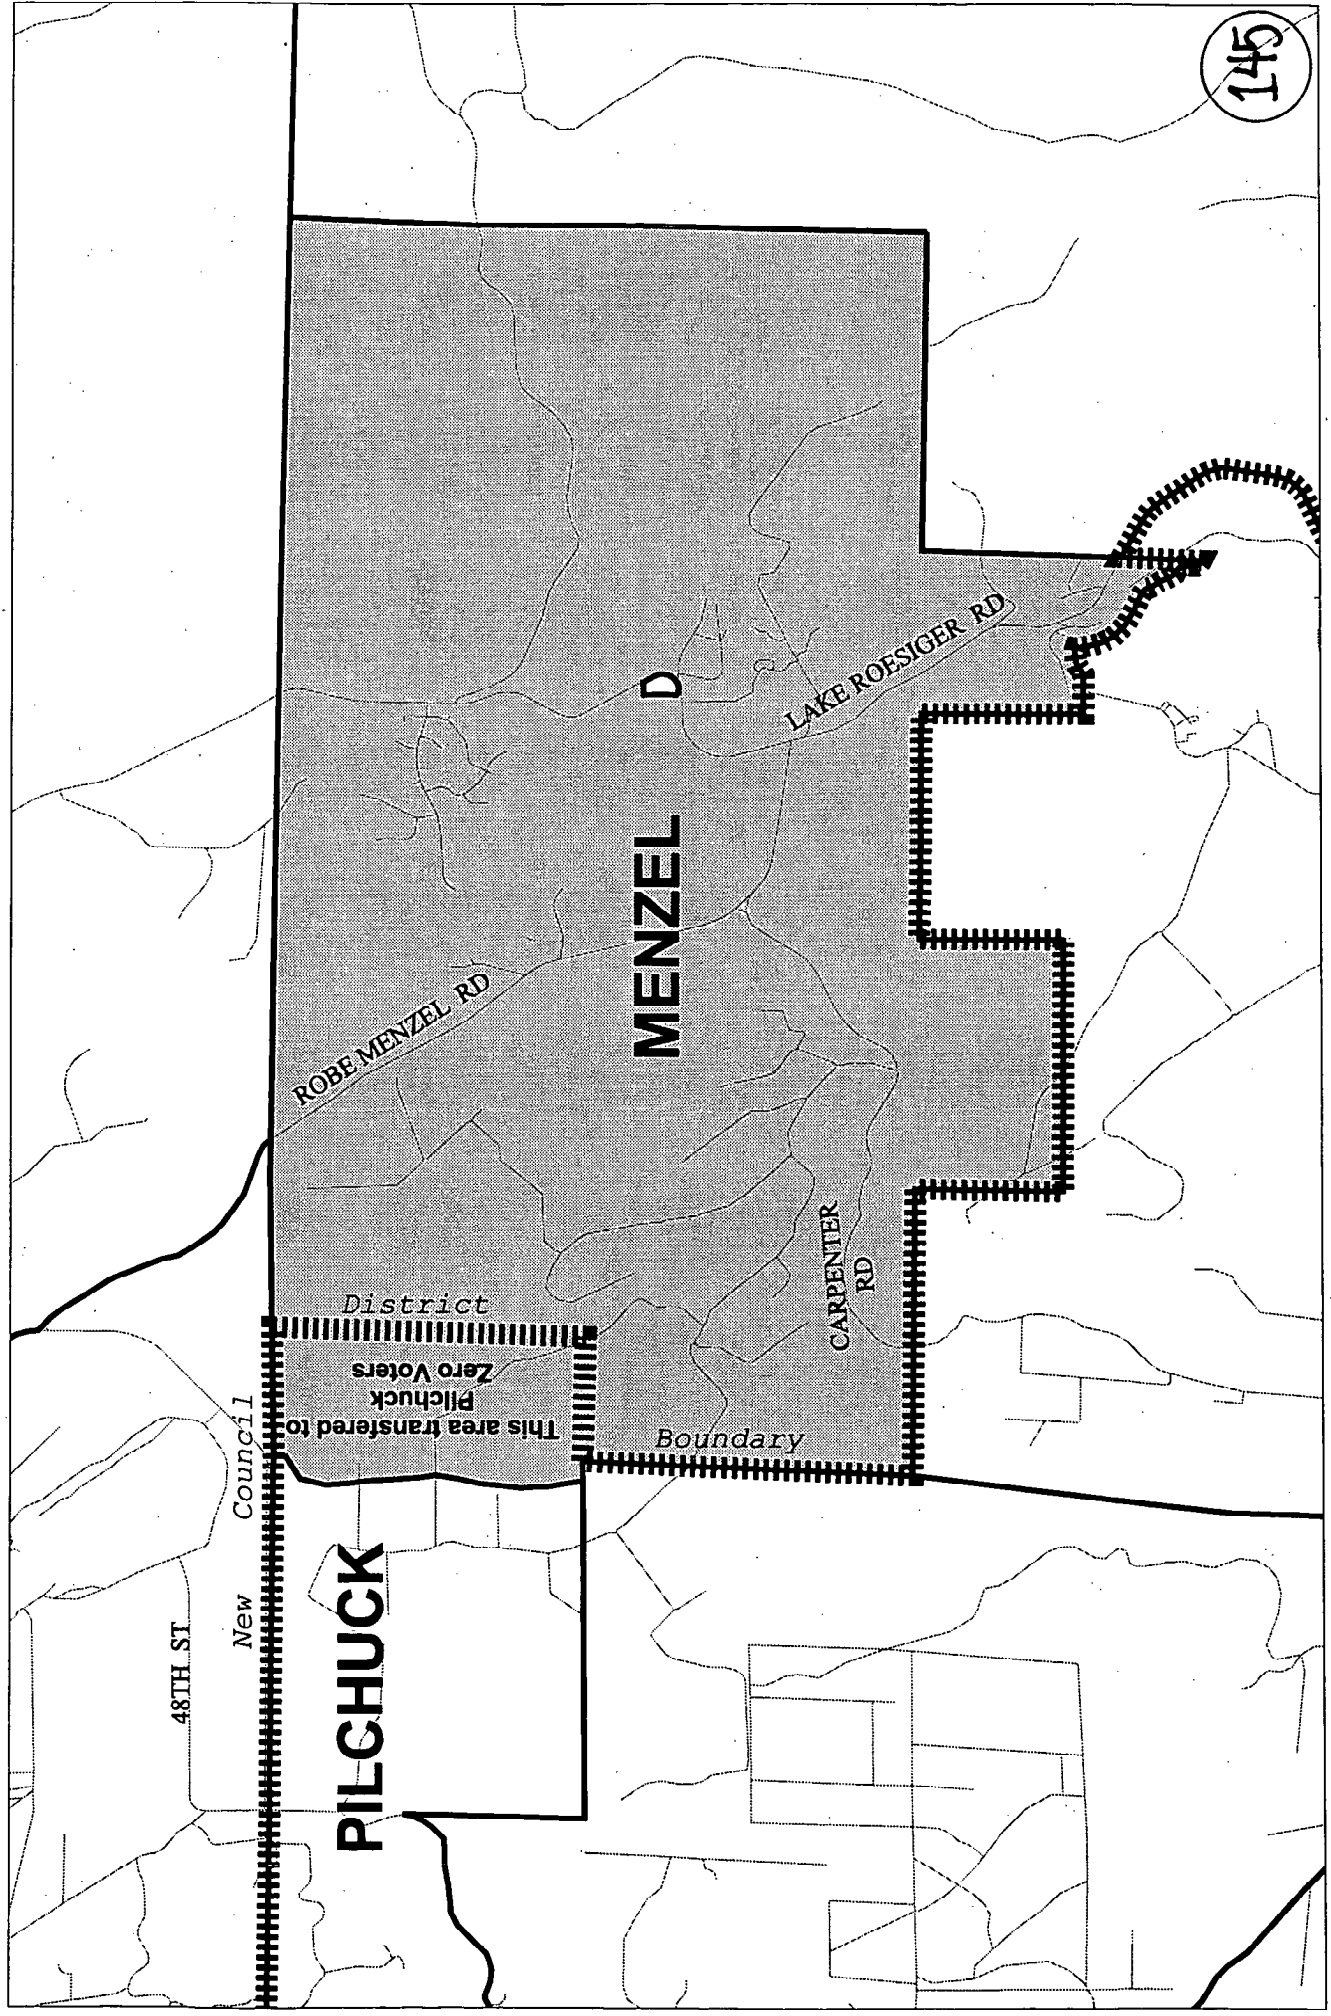 145
ROBE MENZEL RD
LAKE ROESIGER RD
MENZEL D
CARPENTER
RD
District
This area transfered to
Pilchuck
Zero Voters
Boundary
New Council
48TH ST
PILCHUCK